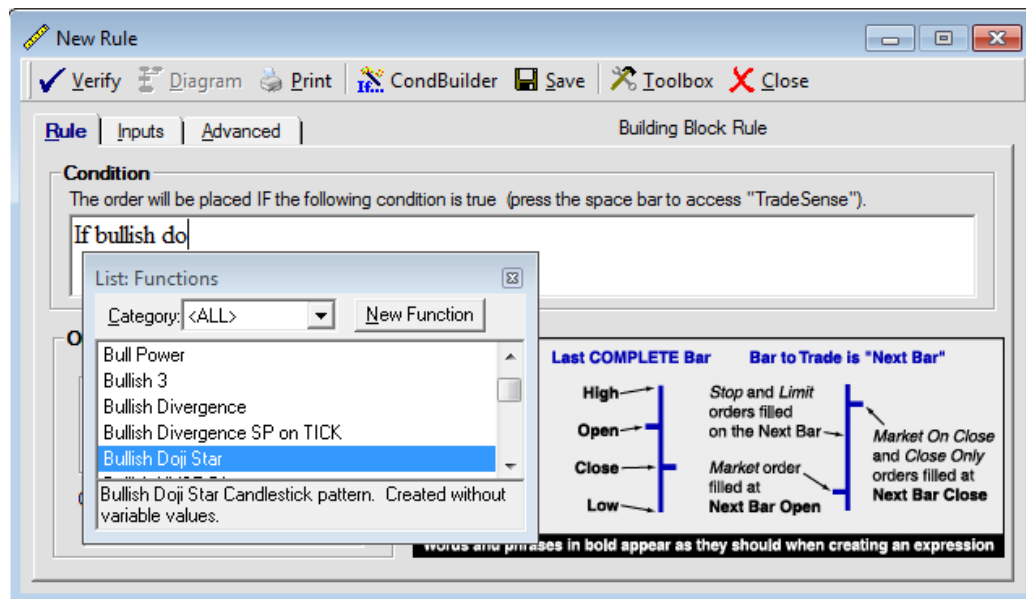 New Rule
Verify Diagram Print If... CondBuilder Save Toolbox Close
Rule Inputs Advanced Building Block Rule
Condition
The order will be placed IF the following condition is true (press the space bar to access "TradeSense").
If bullish do
List: Functions
Category: <ALL> New Function
Bull Power
Bullish 3
Bullish Divergence
Bullish Divergence SP on TICK
Bullish Doji Star
Bullish Doji Star Candlestick pattern. Created without
variable values.
Last COMPLETE Bar Bar to Trade is "Next Bar"
High
Open
Close
Low
Stop and Limit
orders filled
on the Next Bar
Market order
filled at
Next Bar Open
Market On Close
and Close Only
orders filled at
Next Bar Close
Words and phrases in bold appear as they should when creating an expression